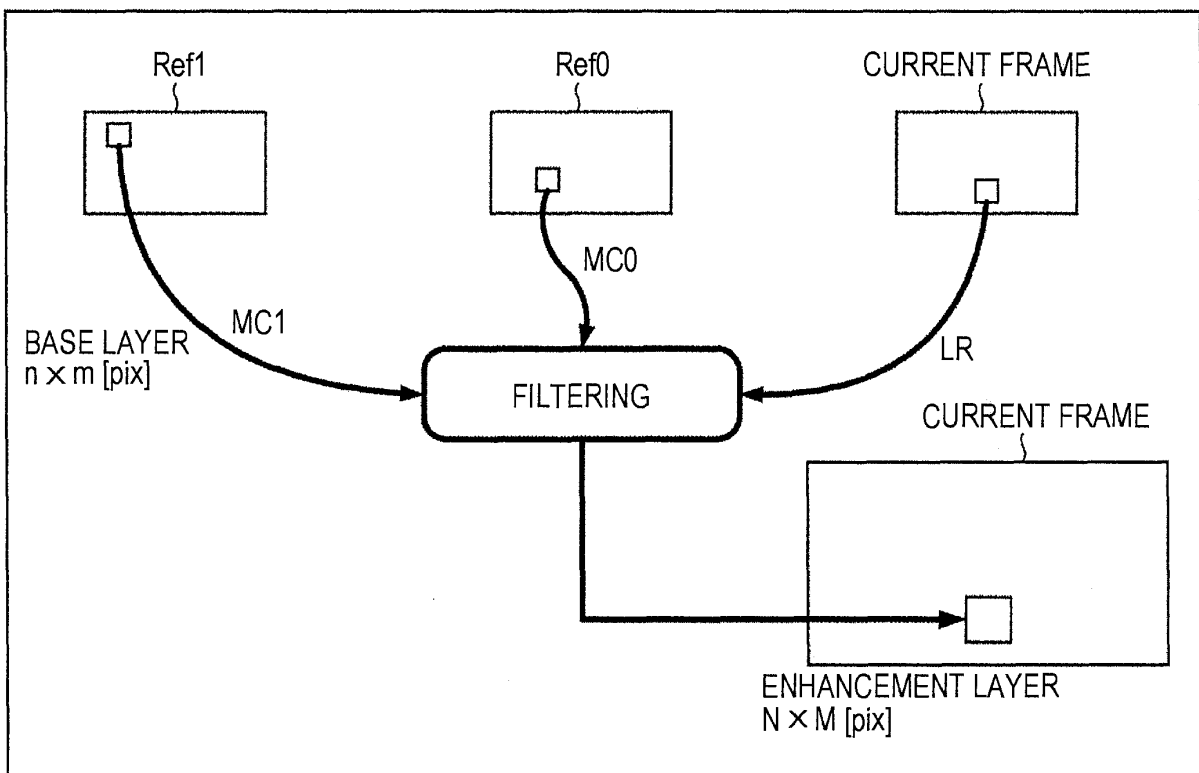 Ref1
Ref0
CURRENT FRAME
MC0
MC1
LR
BASE LAYER
n × m [pix]
FILTERING
CURRENT FRAME
ENHANCEMENT LAYER
N × M [pix]